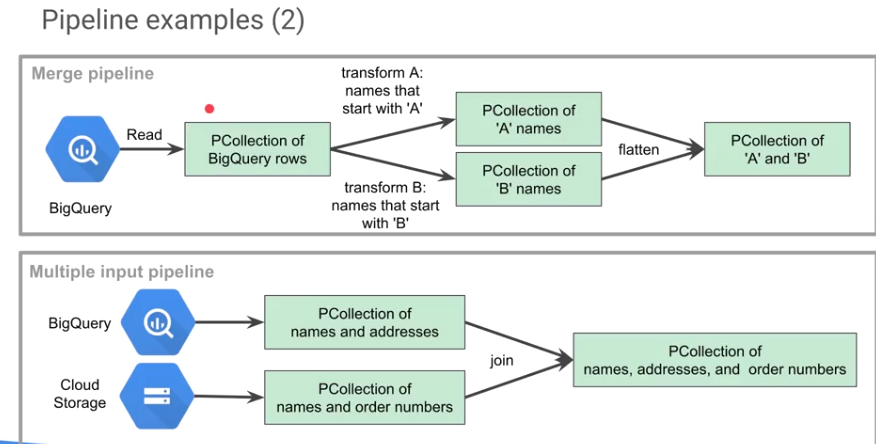 Pipeline examples (2)
Merge pipeline
transform A:
names that
start with 'A'
Read
PCollection of
BigQuery rows
BigQuery
PCollection of
'A' names
transform B:
names that start
with 'B'
PCollection of
'B' names
flatten
PCollection of
'A' and 'B'
Multiple input pipeline
BigQuery
PCollection of
names and addresses
Cloud
Storage
PCollection of
names and order numbers
join
PCollection of
names, addresses, and order numbers